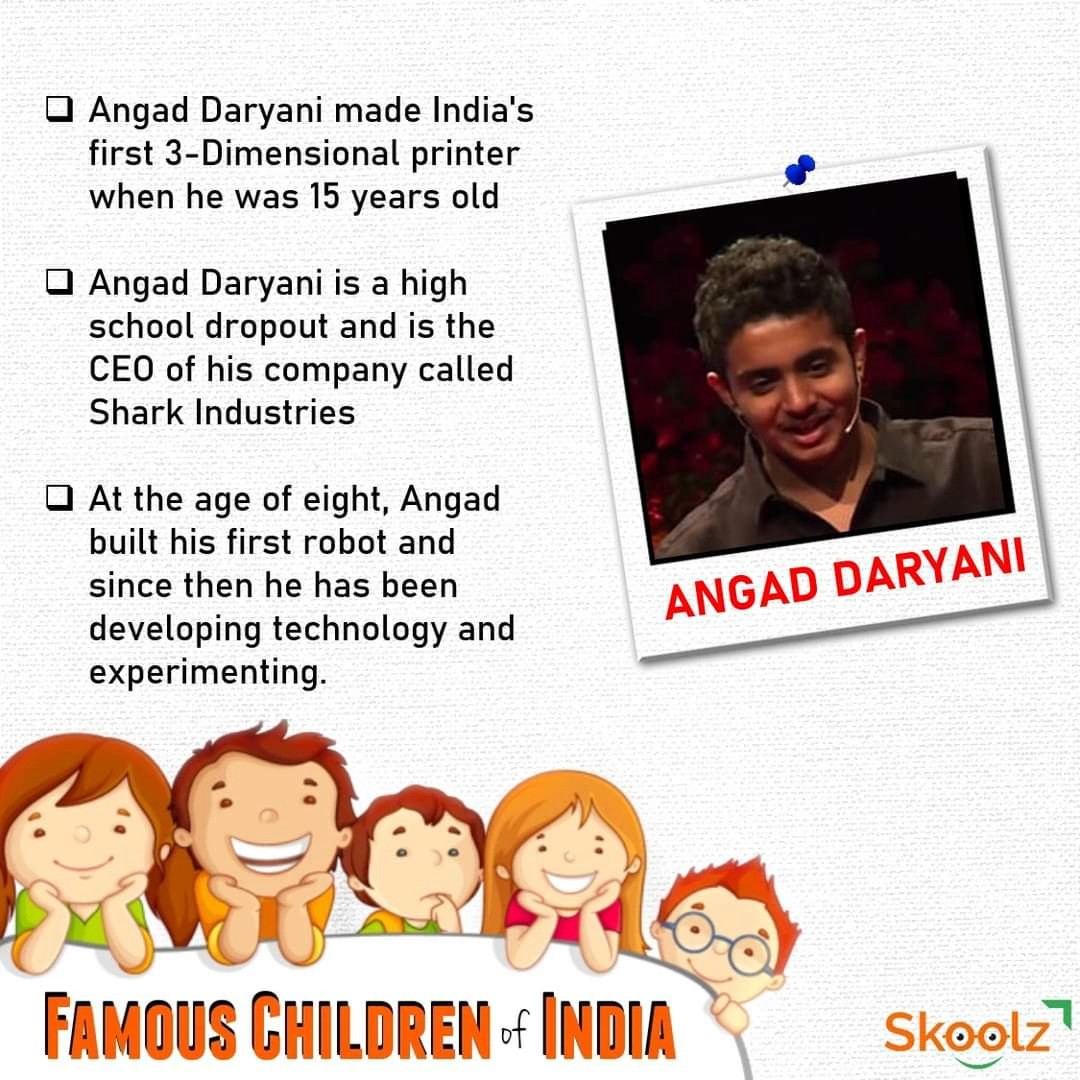 ❑ Angad Daryani made India's
first 3-Dimensional printer
when he was 15 years old
❑ Angad Daryani is a high
school dropout and is the
CEO of his company called
Shark Industries
❑ At the age of eight, Angad
built his first robot and
since then he has been
developing technology and
experimenting.
ANGAD DARYANI
FAMOUS CHILDREN of INDIA
Skoolz